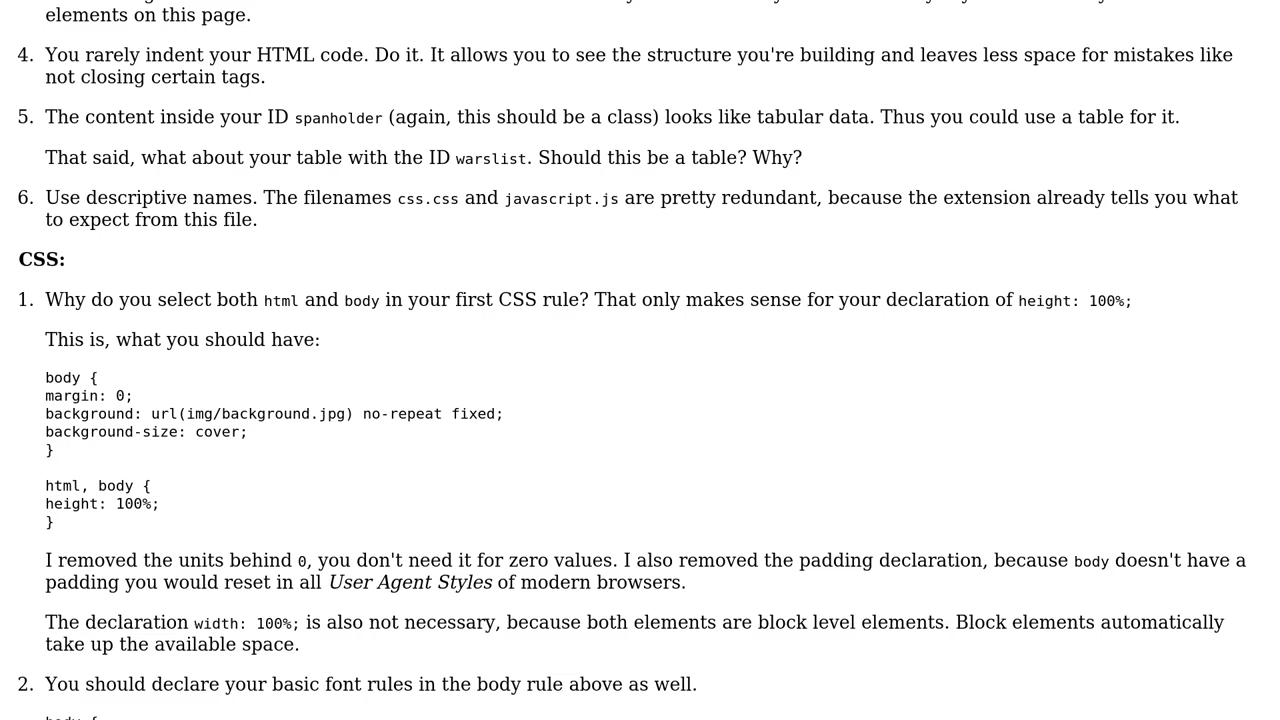 elements on this page.
4. You rarely indent your HTML code. Do it. It allows you to see the structure you're building and leaves less space for mistakes like
not closing certain tags.
5. The content inside your ID spanholder (again, this should be a class) looks like tabular data. Thus you could use a table for it.
That said, what about your table with the ID warslist. Should this be a table? Why?
6. Use descriptive names. The filenames css.css and javascript.js are pretty redundant, because the extension already tells you what
to expect from this file.
CSS:
1. Why do you select both html and body in your first CSS rule? That only makes sense for your declaration of height: 100%;
This is, what you should have:
body {
margin: 0;
background: url(img/background.jpg) no-repeat fixed;
background-size: cover;
}
html, body {
height: 100%;
}
I removed the units behind 0, you don't need it for zero values. I also removed the padding declaration, because body doesn't have a
padding you would reset in all User Agent Styles of modern browsers.
The declaration width: 100%; is also not necessary, because both elements are block level elements. Block elements automatically
take up the available space.
2. You should declare your basic font rules in the body rule above as well.
body {